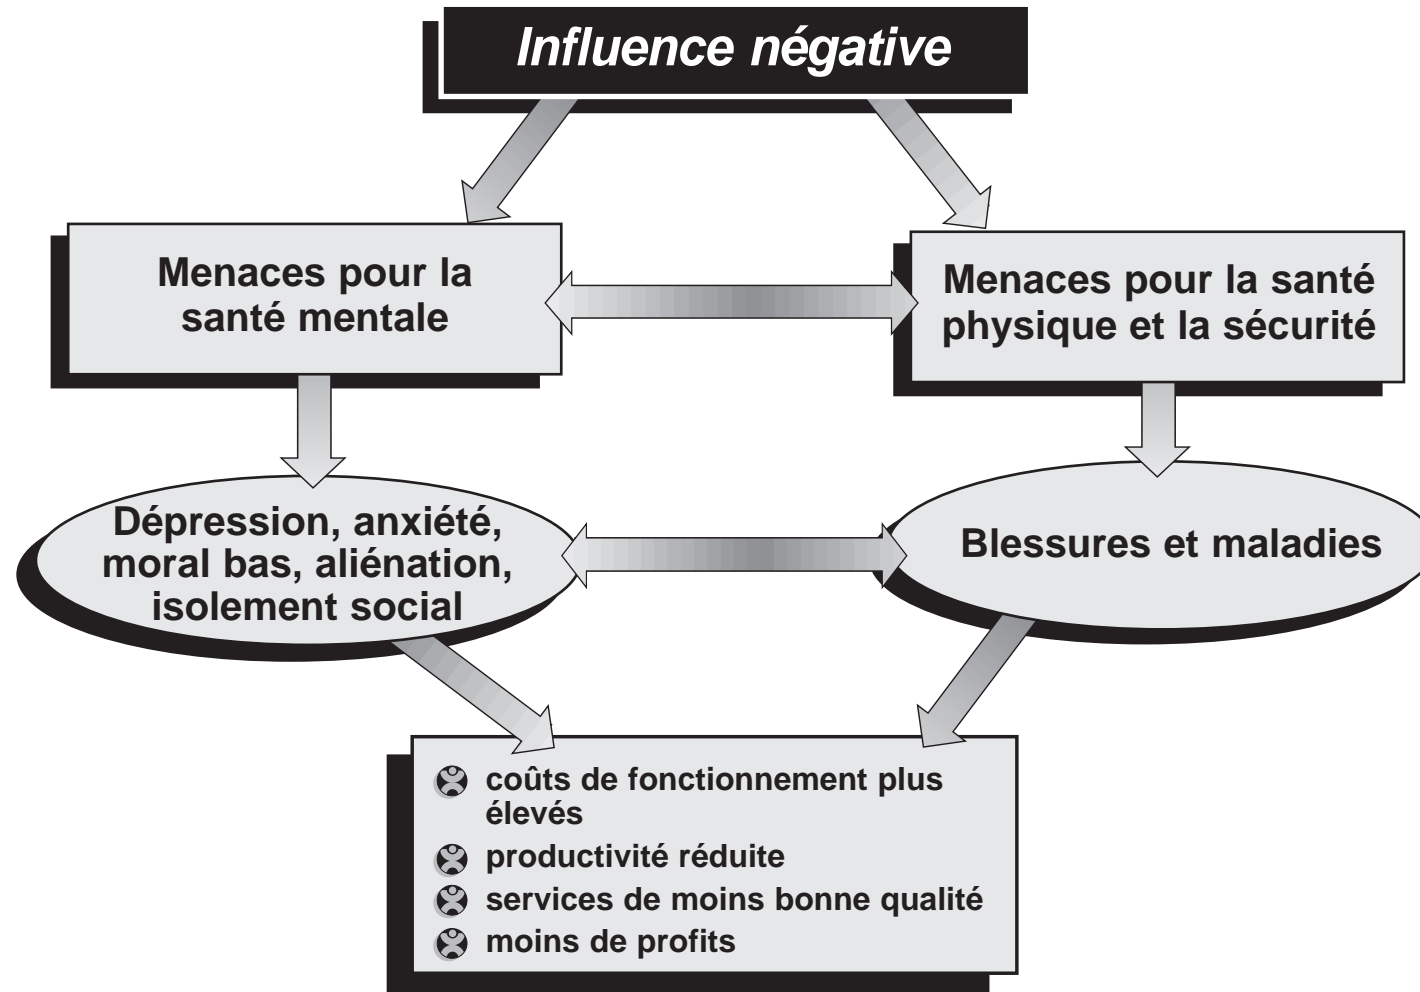 Influence négative
Menaces pour la
santé mentale
Menaces pour la santé
physique et la sécurité
Dépression, anxiété,
moral bas, aliénation,
isolement social
Blessures et maladies
coûts de fonctionnement plus
élevés
productivité réduite
services de moins bonne qualité
moins de profits